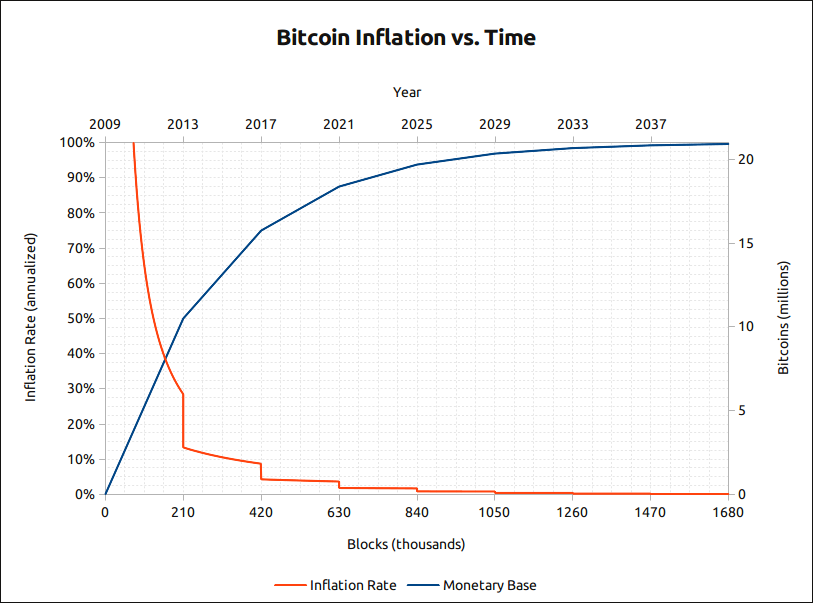 Bitcoin Inflation vs. Time
Year
2009 2013 2017 2021 2025 2029 2033 2037
100%
90%
80%
70%
60%
50%
40%
30%
20%
10%
0%
Inflation Rate (annualized)
20
15
10
5
0
Bitcoins (millions)
0 210 420 630 840 1050 1260 1470 1680
Blocks (thousands)
Inflation Rate Monetary Base